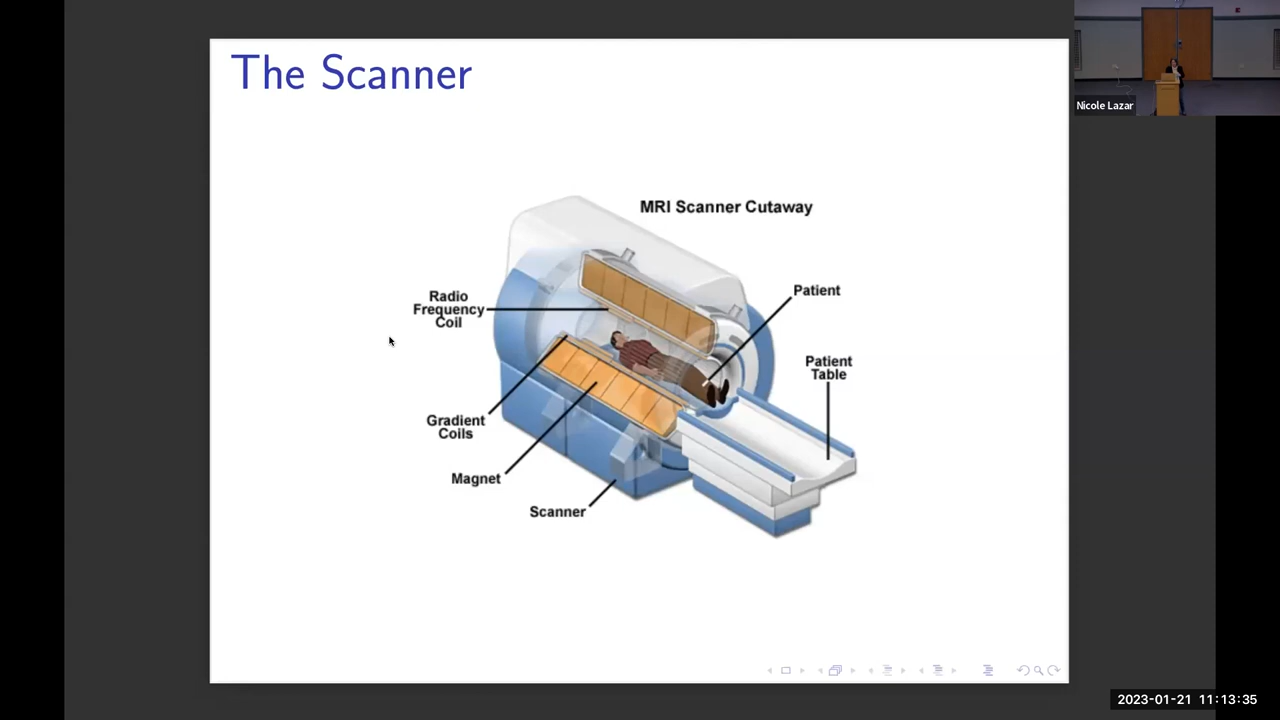 The Scanner
Nicole Lazar
MRI Scanner Cutaway
Radio
Frequency
Coil
Patient
Patient
Table
Gradient
Coils
Magnet
Scanner
2023-01-21 11:13:35